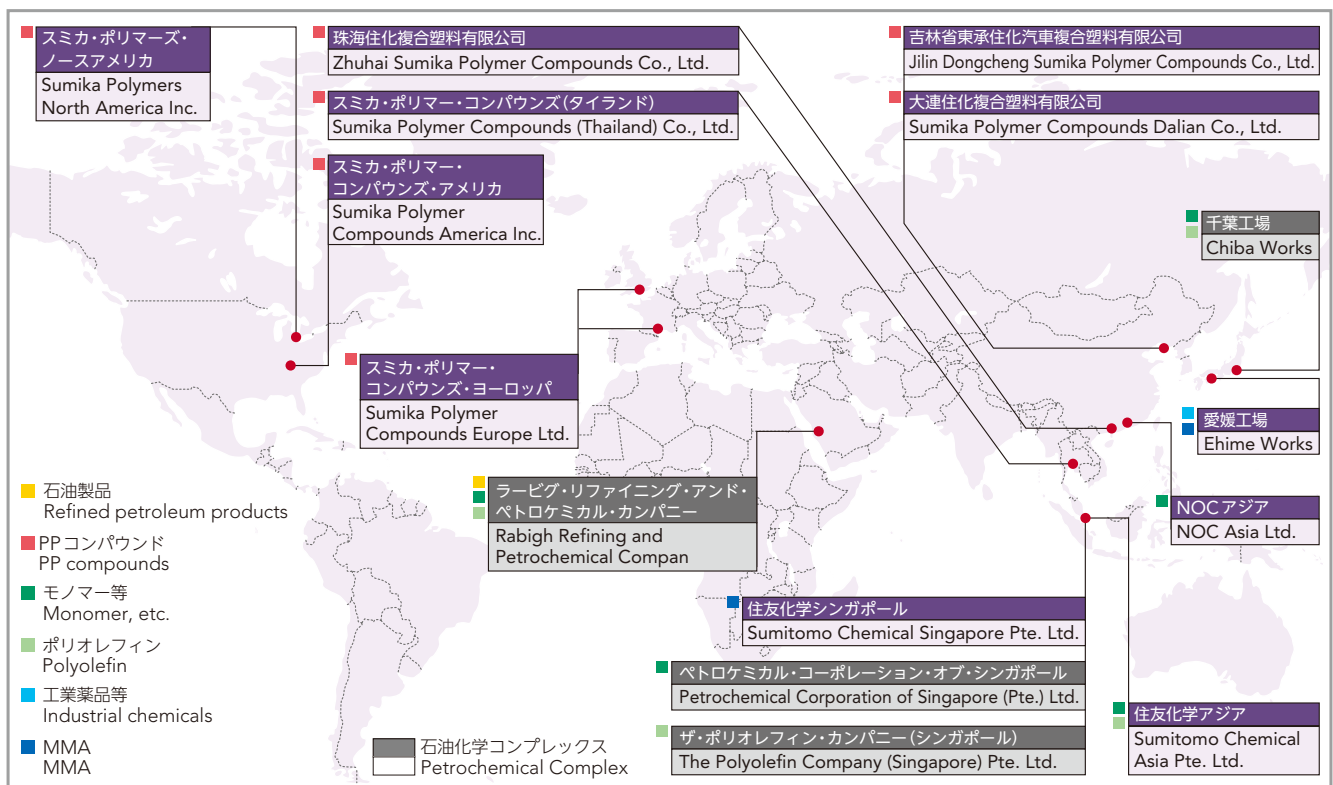 スミカ・ポリマーズ・
ノースアメリカ
Sumika Polymers
North America Inc.
珠海住化複合塑料有限公司
Zhuhai Sumika Polymer Compounds Co., Ltd.
スミカ・ポリマー・コンパウンズ(タイランド)
Sumika Polymer Compounds (Thailand) Co., Ltd.
スミカ・ポリマー・
コンパウンズ・アメリカ
Sumika Polymer
Compounds America Inc.
吉林省東承住化汽車複合塑料有限公司
Jilin Dongcheng Sumika Polymer Compounds Co., Ltd.
大連住化複合塑料有限公司
Sumika Polymer Compounds Dalian Co., Ltd.
千葉工場
Chiba Works
スミカ・ポリマー・
コンパウンズ・ヨーロッパ
Sumika Polymer
Compounds Europe Ltd.
愛媛工場
Ehime Works
ラービグ・リファイニング・アンド・
ペトロケミカル・カンパニー
Rabigh Refining and
Petrochemical Compan
NOCアジア
NOC Asia Ltd.
住友化学シンガポール
Sumitomo Chemical Singapore Pte. Ltd.
ペトロケミカル・コーポレーション・オブ・シンガポール
Petrochemical Corporation of Singapore (Pte.) Ltd.
ザ・ポリオレフィン・カンパニー(シンガポール)
The Polyolefin Company (Singapore) Pte. Ltd.
住友化学アジア
Sumitomo Chemical
Asia Pte. Ltd.
石油製品
Refined petroleum products
PPコンパウンド
PP compounds
モノマー等
Monomer, etc.
ポリオレフィン
Polyolefin
工業薬品等
Industrial chemicals
MMA
MMA
石油化学コンプレックス
Petrochemical Complex